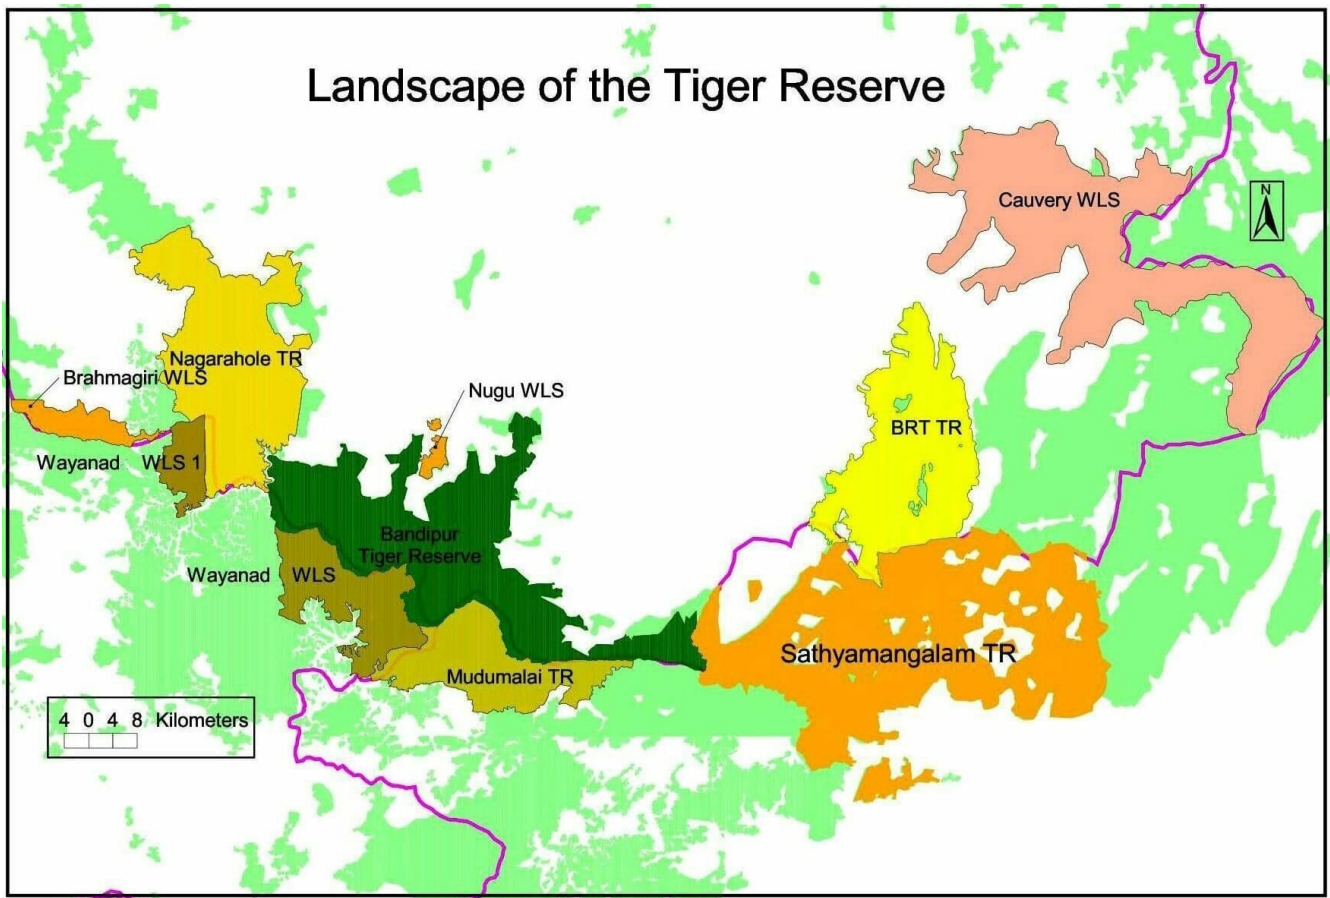 Landscape of the Tiger Reserve
Cauvery WLS
N
Nagarahole TR
Brahmagiri WLS
Nugu WLS
BRT TR
Wayanad WLS 1
Bandipur
Tiger Reserve
Wayanad WLS
Sathyamangalam TR
Mudumalai TR
4 0 4 8 Kilometers